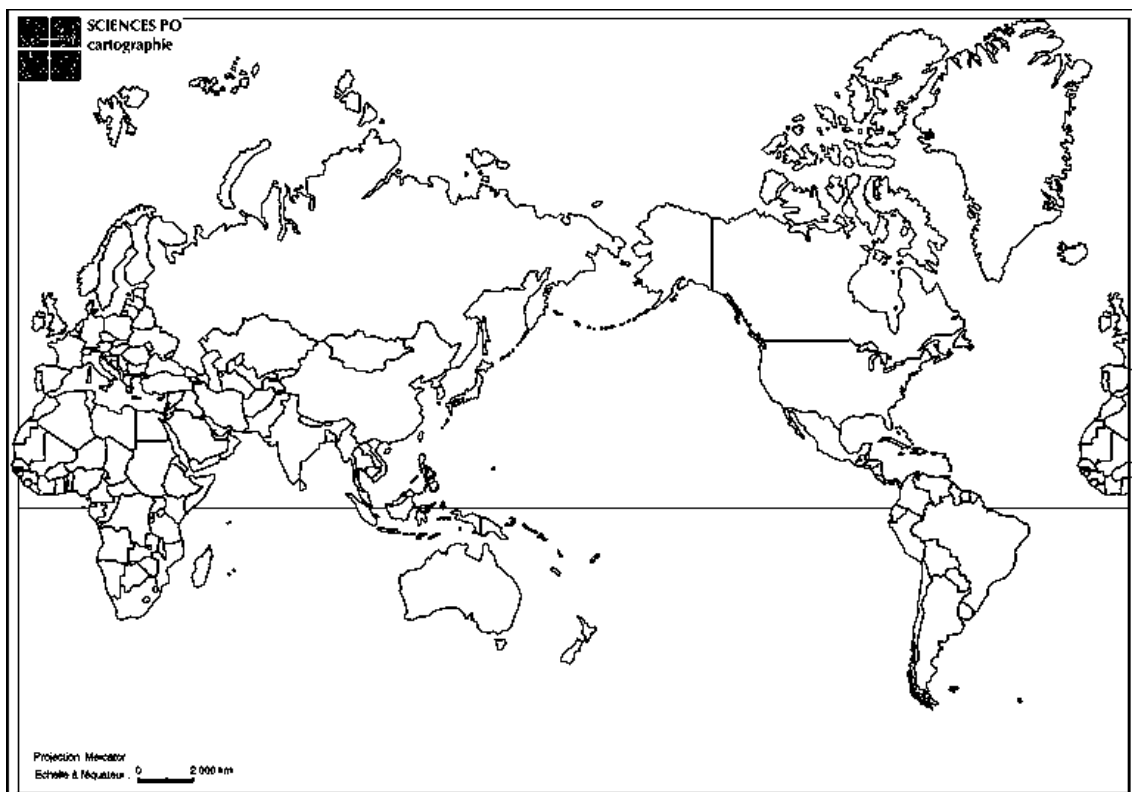 SCIENCES PO
cartographie
Projection Mercator
Echelle à l'équateur : 0 2 000 km